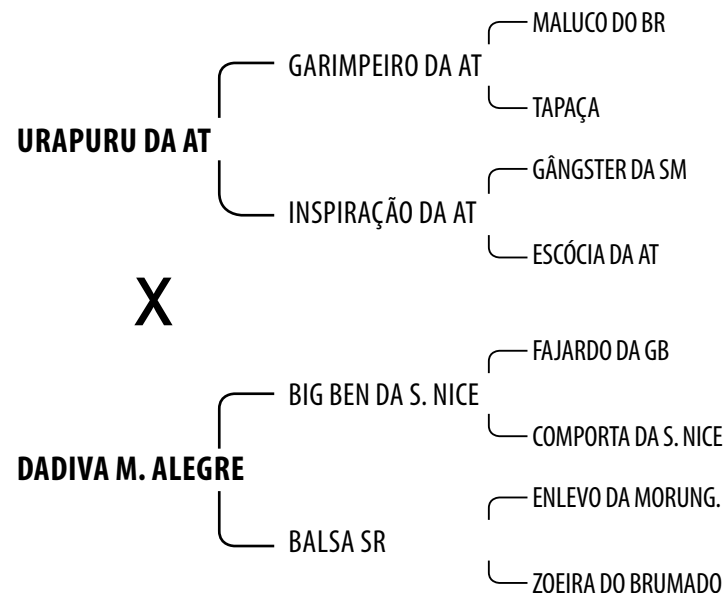 MALUCO DO BR
GARIMPEIRO DA AT
TAPAÇA
URAPURU DA AT
GÂNGSTER DA SM
INSPIRAÇÃO DA AT
ESCÓCIA DA AT
X
FAJARDO DA GB
BIG BEN DA S. NICE
COMPORTA DA S. NICE
DADIVA M. ALEGRE
ENLEVO DA MORUNG.
BALSA SR
ZOEIRA DO BRUMADO